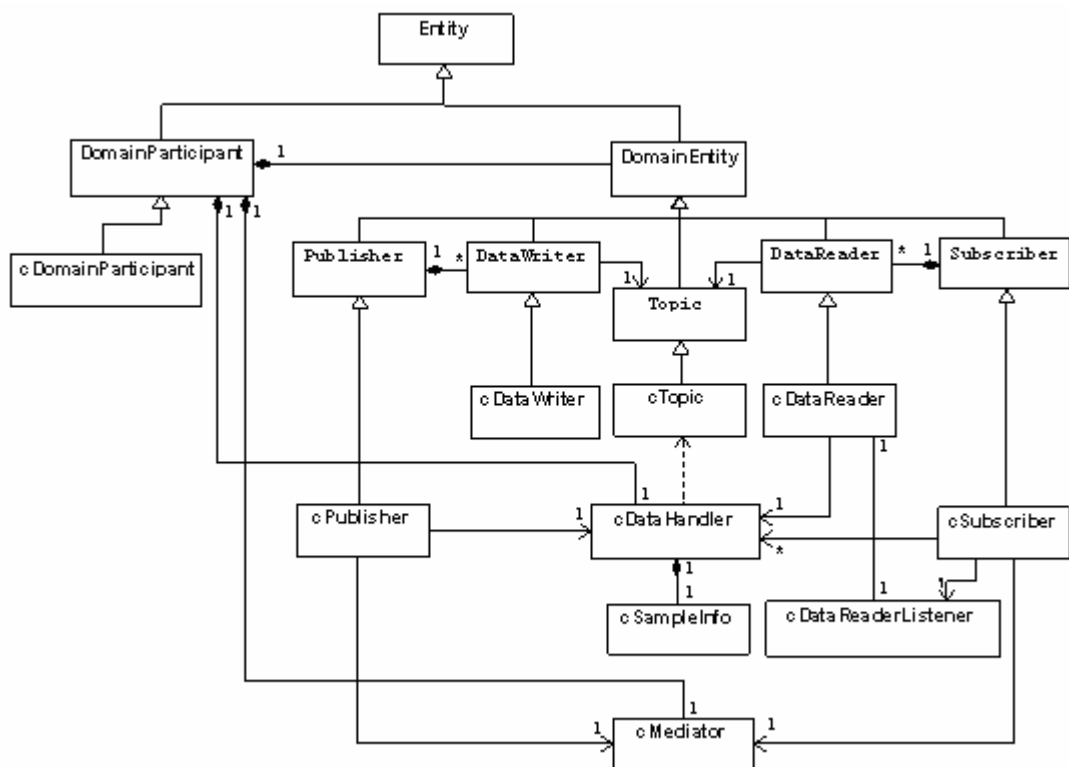 Entity
DomainParticipant
1
DomainEntity
1
1
cDomainParticipant
Publisher
1
*
DataWriter
DataReader
*
1
Subscriber
1
1
Topic
cDataWriter
cTopic
cDataReader
1
1
1
cPublisher
1
cDataHandler
*
cSubscriber
1
1
cSampleInfo
1
1
cDataReaderListener
1
1
cMediator
1